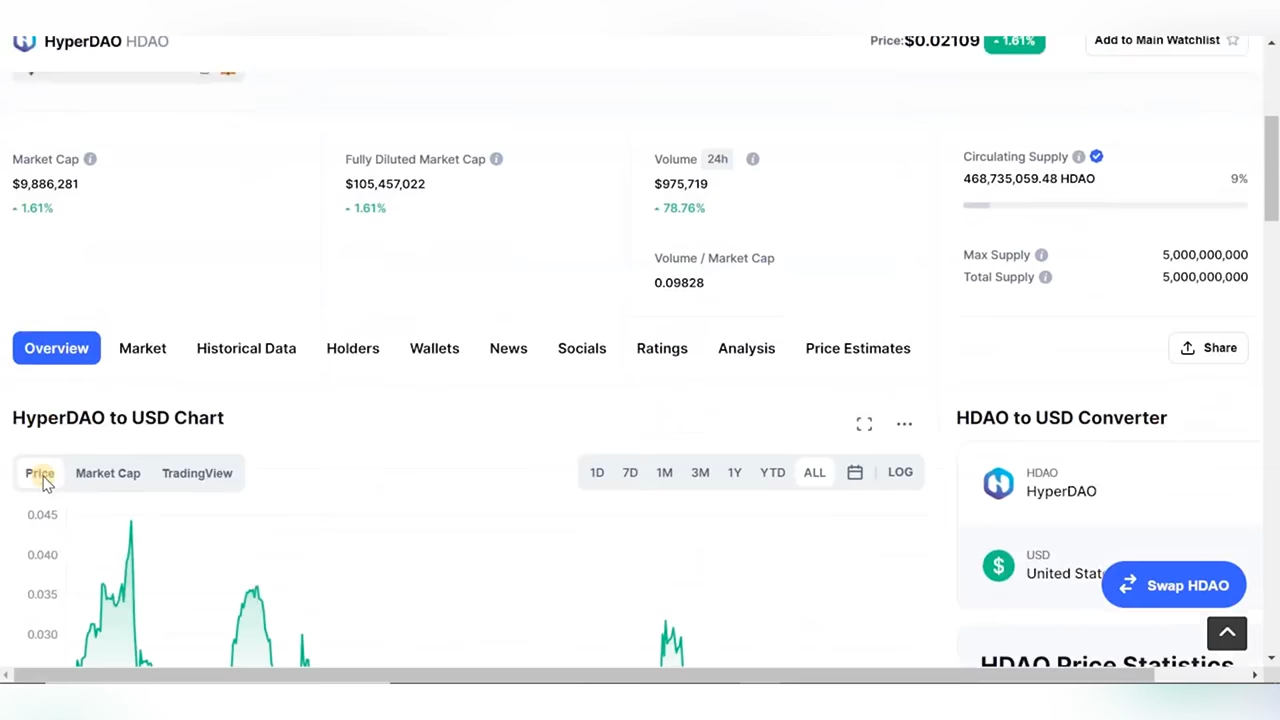 HyperDAO HDAO
Price:$0.02109 1.61% Add to Main Watchlist
Market Cap
$9,886,281
1.61%
Fully Diluted Market Cap
$105,457,022
1.61%
Volume 24h
$975,719
78.76%
Volume / Market Cap
0.09828
Circulating Supply
468,735,059.48 HDAO 9%
Max Supply 5,000,000,000
Total Supply 5,000,000,000
Overview Market Historical Data Holders Wallets News Socials Ratings Analysis Price Estimates Share
HyperDAO to USD Chart
Price Market Cap TradingView 1D 7D 1M 3M 1Y YTD ALL LOG
0.045
0.040
0.035
0.030
HDAO to USD Converter
HDAO
HyperDAO
USD
United Stat
Swap HDAO
HDAO Price Statistics